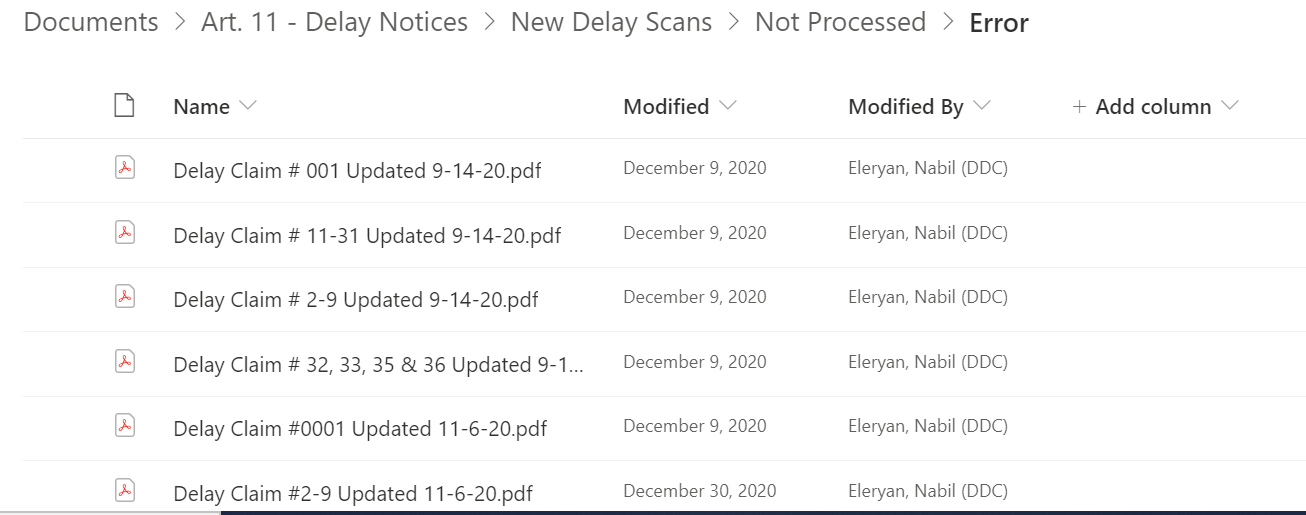 Documents > Art. 11 - Delay Notices > New Delay Scans > Not Processed > Error
Name Modified Modified By + Add column
Delay Claim # 001 Updated 9-14-20.pdf December 9, 2020 Eleryan, Nabil (DDC)
Delay Claim # 11-31 Updated 9-14-20.pdf December 9, 2020 Eleryan, Nabil (DDC)
Delay Claim # 2-9 Updated 9-14-20.pdf December 9, 2020 Eleryan, Nabil (DDC)
Delay Claim # 32, 33, 35 & 36 Updated 9-1... December 9, 2020 Eleryan, Nabil (DDC)
Delay Claim #0001 Updated 11-6-20.pdf December 9, 2020 Eleryan, Nabil (DDC)
Delay Claim #2-9 Updated 11-6-20.pdf December 30, 2020 Eleryan, Nabil (DDC)